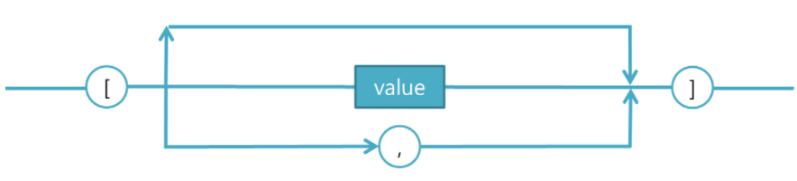 [ value ]
,